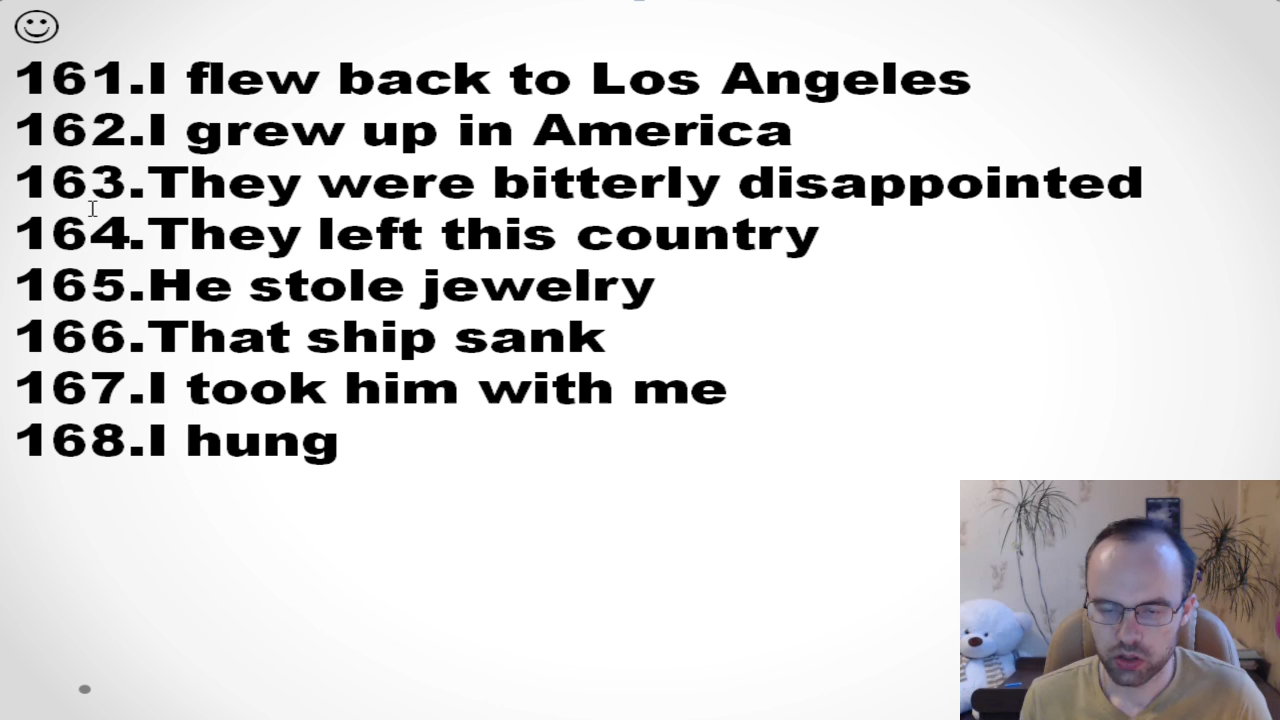 161.I flew back to Los Angeles
162.I grew up in America
163.They were bitterly disappointed
164.They left this country
165.He stole jewelry
166.That ship sank
167.I took him with me
168.I hung